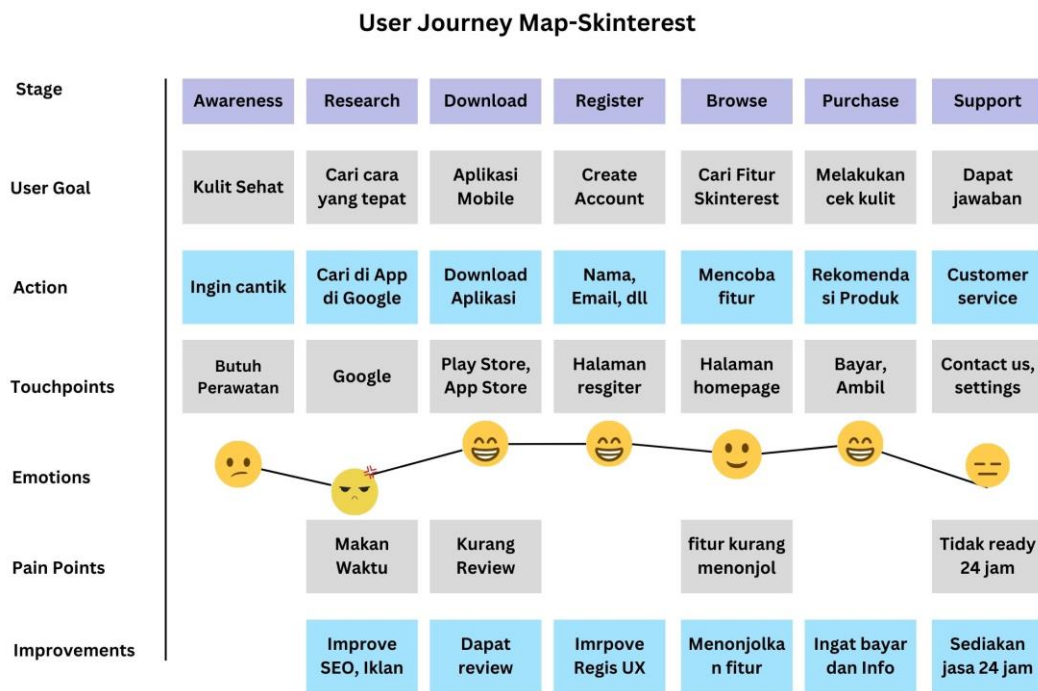 User Journey Map-Skinterest
Stage
Awareness
Research
Download
Register
Browse
Purchase
Support
User Goal
Kulit Sehat
Cari cara
yang tepat
Aplikasi
Mobile
Create
Account
Cari Fitur
Skinterest
Melakukan
cek kulit
Dapat
jawaban
Action
Ingin cantik
Cari di App
di Google
Download
Aplikasi
Nama,
Email, dll
Mencoba
fitur
Rekomenda
si Produk
Customer
service
Touchpoints
Butuh
Perawatan
Google
Play Store,
App Store
Halaman
resgiter
Halaman
homepage
Bayar,
Ambil
Contact us,
settings
Emotions
Pain Points
Makan
Waktu
Kurang
Review
fitur kurang
menonjol
Tidak ready
24 jam
Improvements
Improve
SEO, Iklan
Dapat
review
Imrpove
Regis UX
Menonjolka
n fitur
Ingat bayar
dan Info
Sediakan
jasa 24 jam